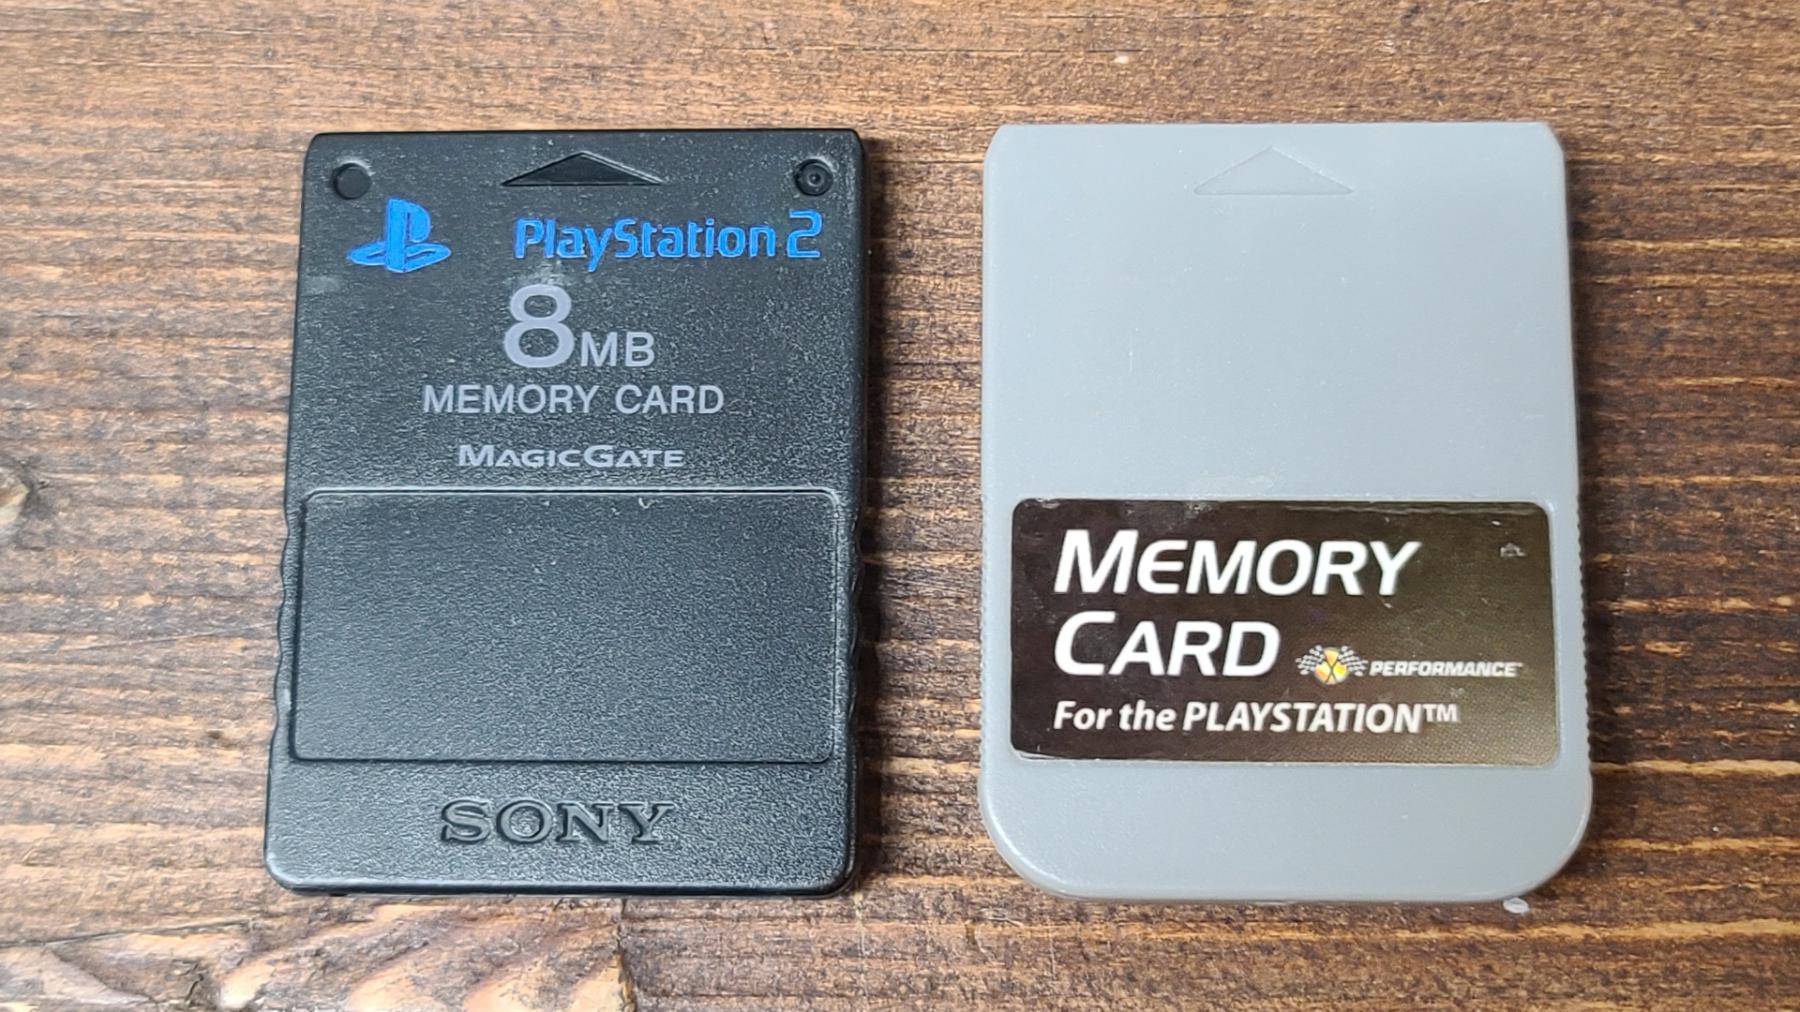 PlayStation 2
8MB
MEMORY CARD
MAGICGATE
SONY
MEMORY
CARD
PERFORMANCE
For the PLAYSTATION™